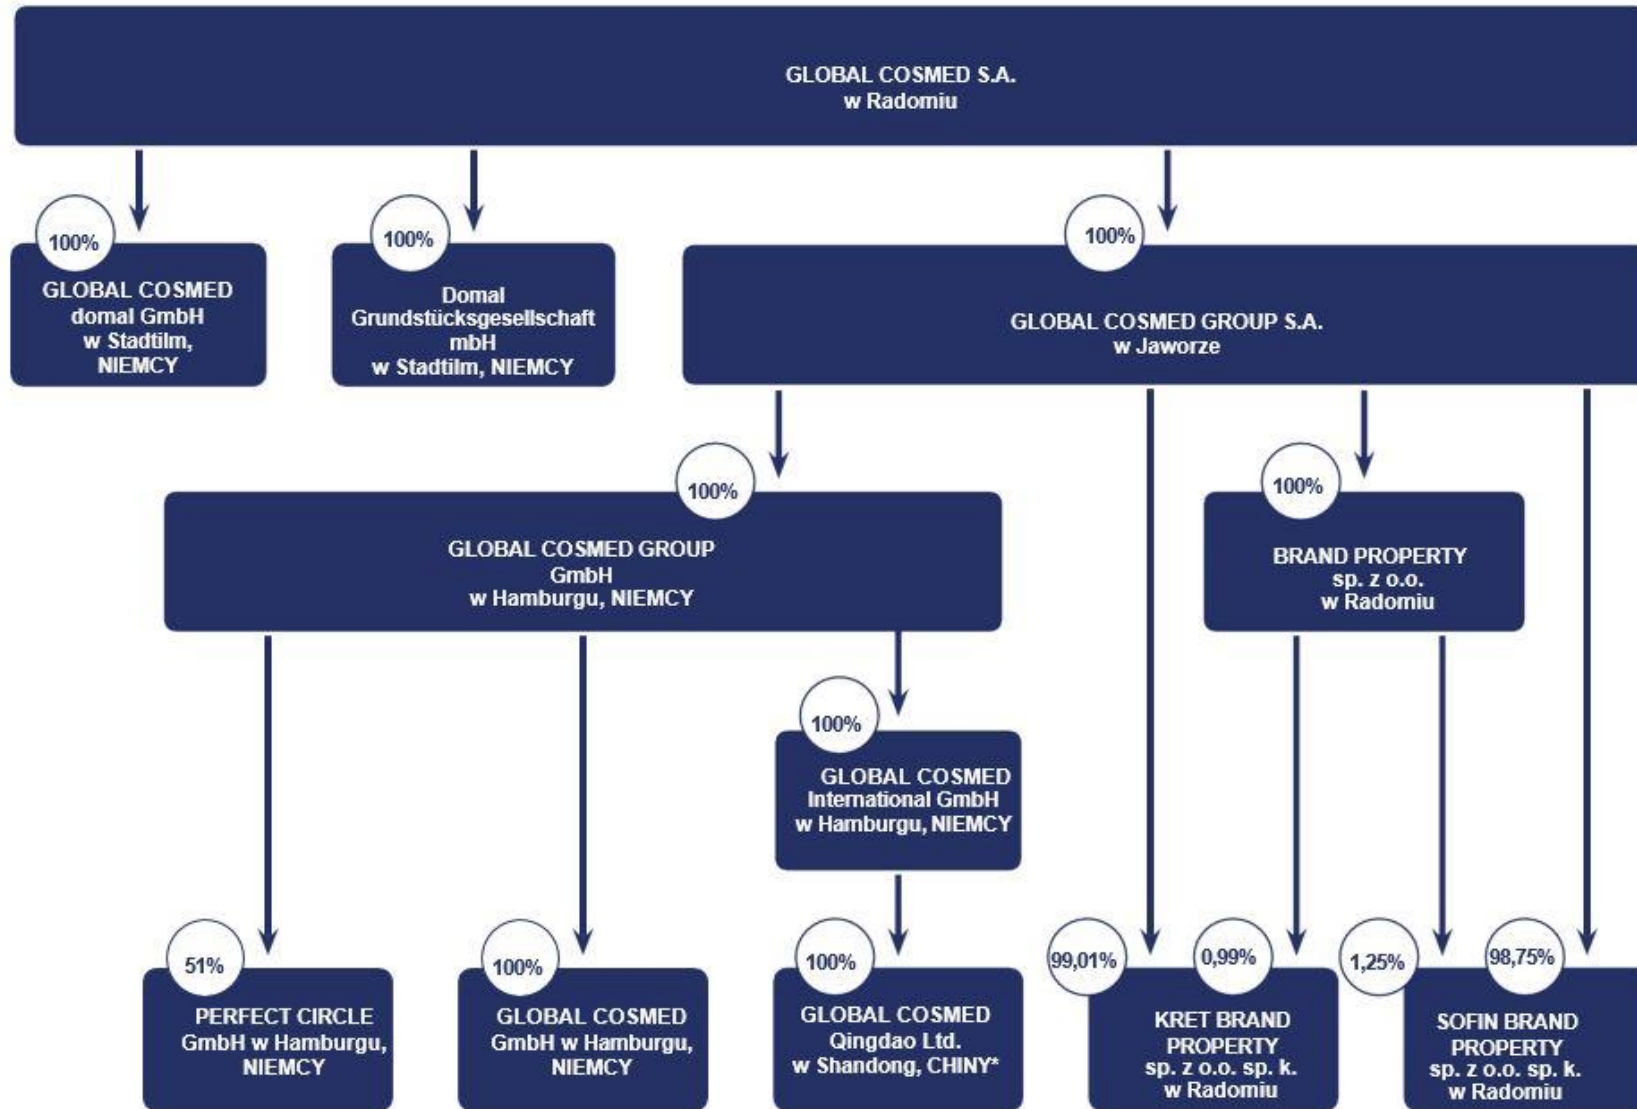 GLOBAL COSMED S.A.
w Radomiu
100%
GLOBAL COSMED
domal GmbH
w Stadtilm,
NIEMCY
100%
Domal
Grundstücksgesellschaft
mbH
w Stadtilm, NIEMCY
100%
GLOBAL COSMED GROUP S.A.
w Jaworze
100%
GLOBAL COSMED GROUP
GmbH
w Hamburgu, NIEMCY
100%
BRAND PROPERTY
sp. z o.o.
w Radomiu
100%
GLOBAL COSMED
International GmbH
w Hamburgu, NIEMCY
51%
PERFECT CIRCLE
GmbH w Hamburgu,
NIEMCY
100%
GLOBAL COSMED
GmbH w Hamburgu,
NIEMCY
100%
GLOBAL COSMED
Qingdao Ltd.
w Shandong, CHINY*
99,01%
0,99%
KRET BRAND
PROPERTY
sp. z o.o. sp. k.
w Radomiu
1,25%
98,75%
SOFIN BRAND
PROPERTY
sp. z o.o. sp. k.
w Radomiu